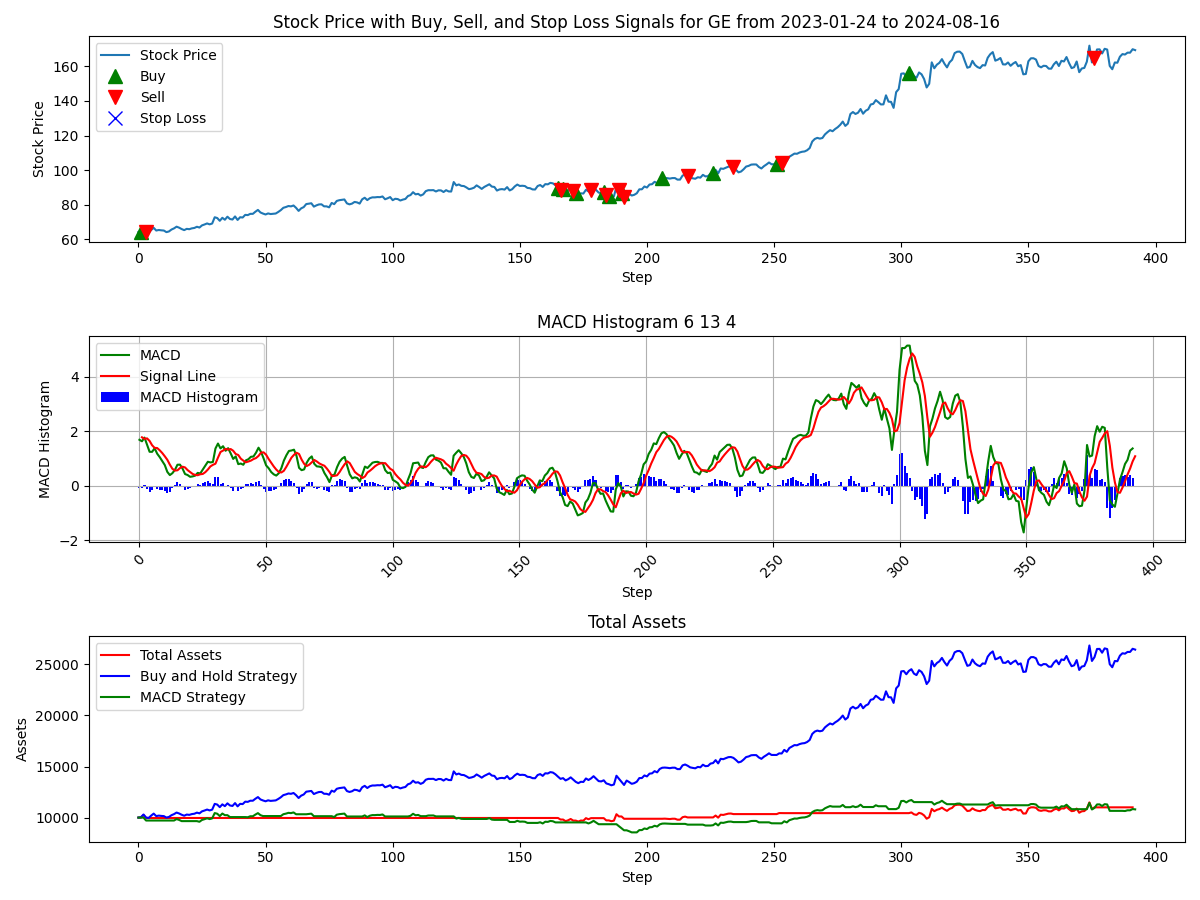 Stock Price with Buy, Sell, and Stop Loss Signals for GE from 2023-01-24 to 2024-08-16
Stock Price
Stock Price
Buy
Sell
Stop Loss
160
140
120
100
80
60
0 50 100 150 200 250 300 350 400
Step
MACD Histogram 6 13 4
MACD Histogram
MACD
Signal Line
MACD Histogram
4
2
0
−2
0 50 100 150 200 250 300 350 400
Step
Total Assets
Assets
Total Assets
Buy and Hold Strategy
MACD Strategy
25000
20000
15000
10000
0 50 100 150 200 250 300 350 400
Step